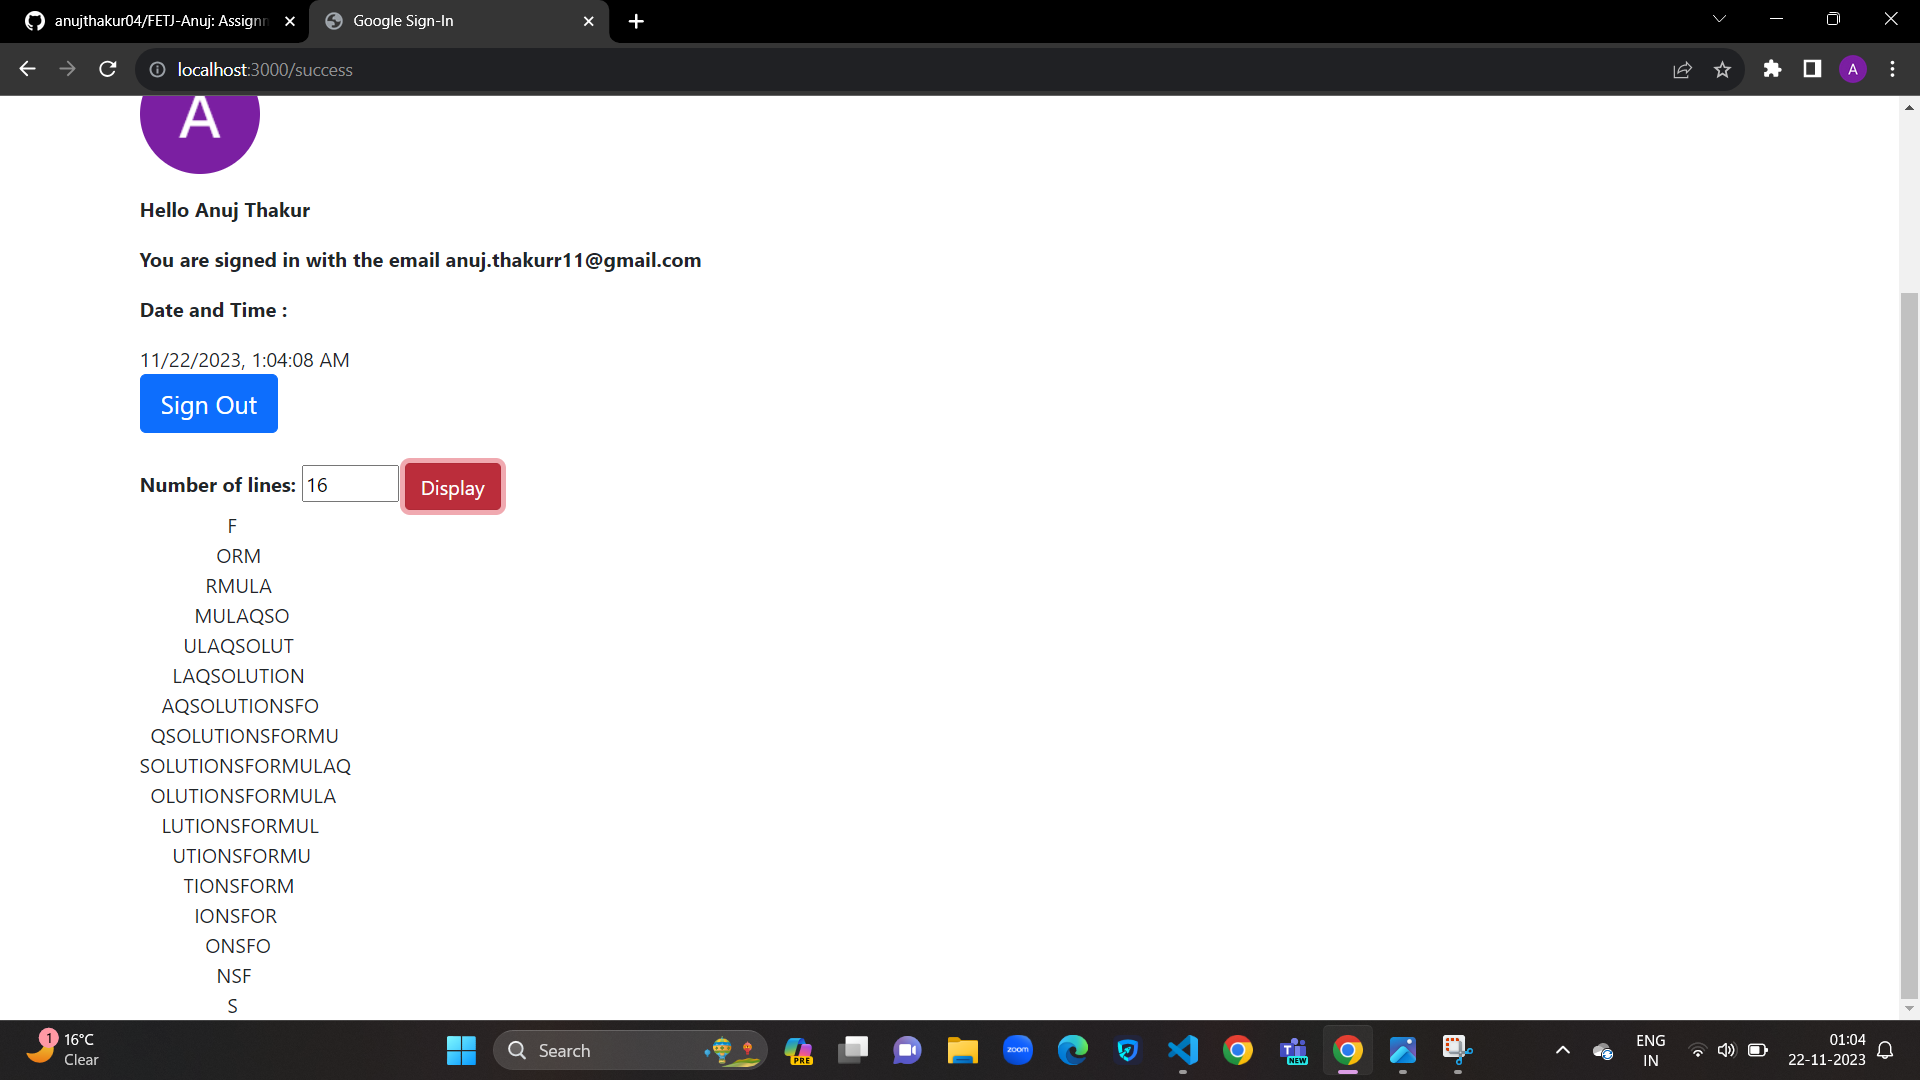 anujthakur04/FETJ-Anuj: Assignm
Google Sign-In
localhost:3000/success
A
A
Hello Anuj Thakur
You are signed in with the email anuj.thakurr11@gmail.com
Date and Time :
11/22/2023, 1:04:08 AM
Sign Out
Number of lines: 16 Display
F
ORM
RMULA
MULAQSO
ULAQSOLUT
LAQSOLUTION
AQSOLUTIONSFO
QSOLUTIONSFORMU
SOLUTIONSFORMULAQ
OLUTIONSFORMULA
LUTIONSFORMUL
UTIONSFORMU
TIONSFORM
IONSFOR
ONSFO
NSF
S
1
16°C
Clear
Search
PRE
zoom
T
NEW
ENG
IN
01:04
22-11-2023